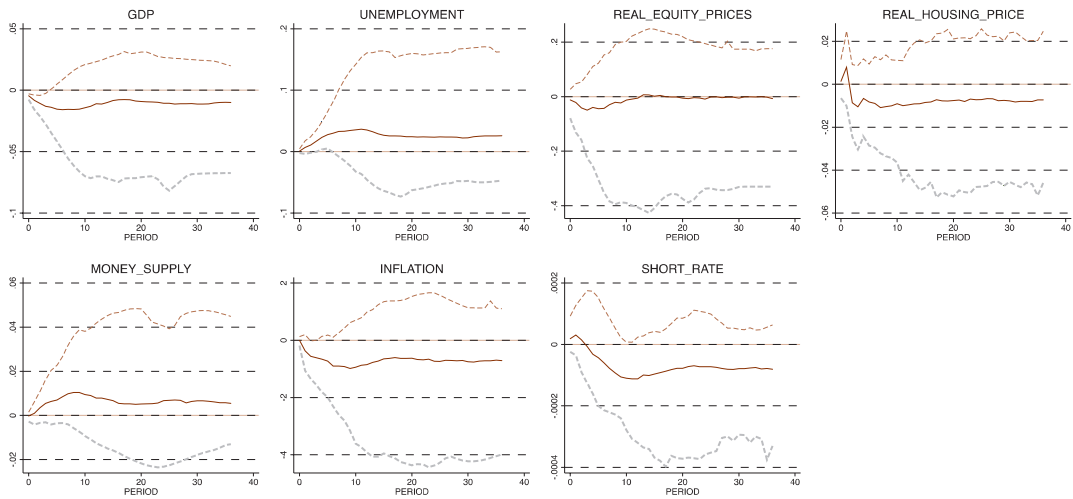 GDP
.05
0
-.05
-.1
0 10 20 30 40
PERIOD
UNEMPLOYMENT
.2
.1
0
-.1
0 10 20 30 40
PERIOD
REAL_EQUITY_PRICES
.2
0
-.2
-.4
0 10 20 30 40
PERIOD
REAL_HOUSING_PRICE
.02
0
-.02
-.04
-.06
0 10 20 30 40
PERIOD
MONEY_SUPPLY
.06
.04
.02
0
-.02
0 10 20 30 40
PERIOD
INFLATION
2
0
-2
-4
0 10 20 30 40
PERIOD
SHORT_RATE
.0002
0
-.0002
-.0004
0 10 20 30 40
PERIOD